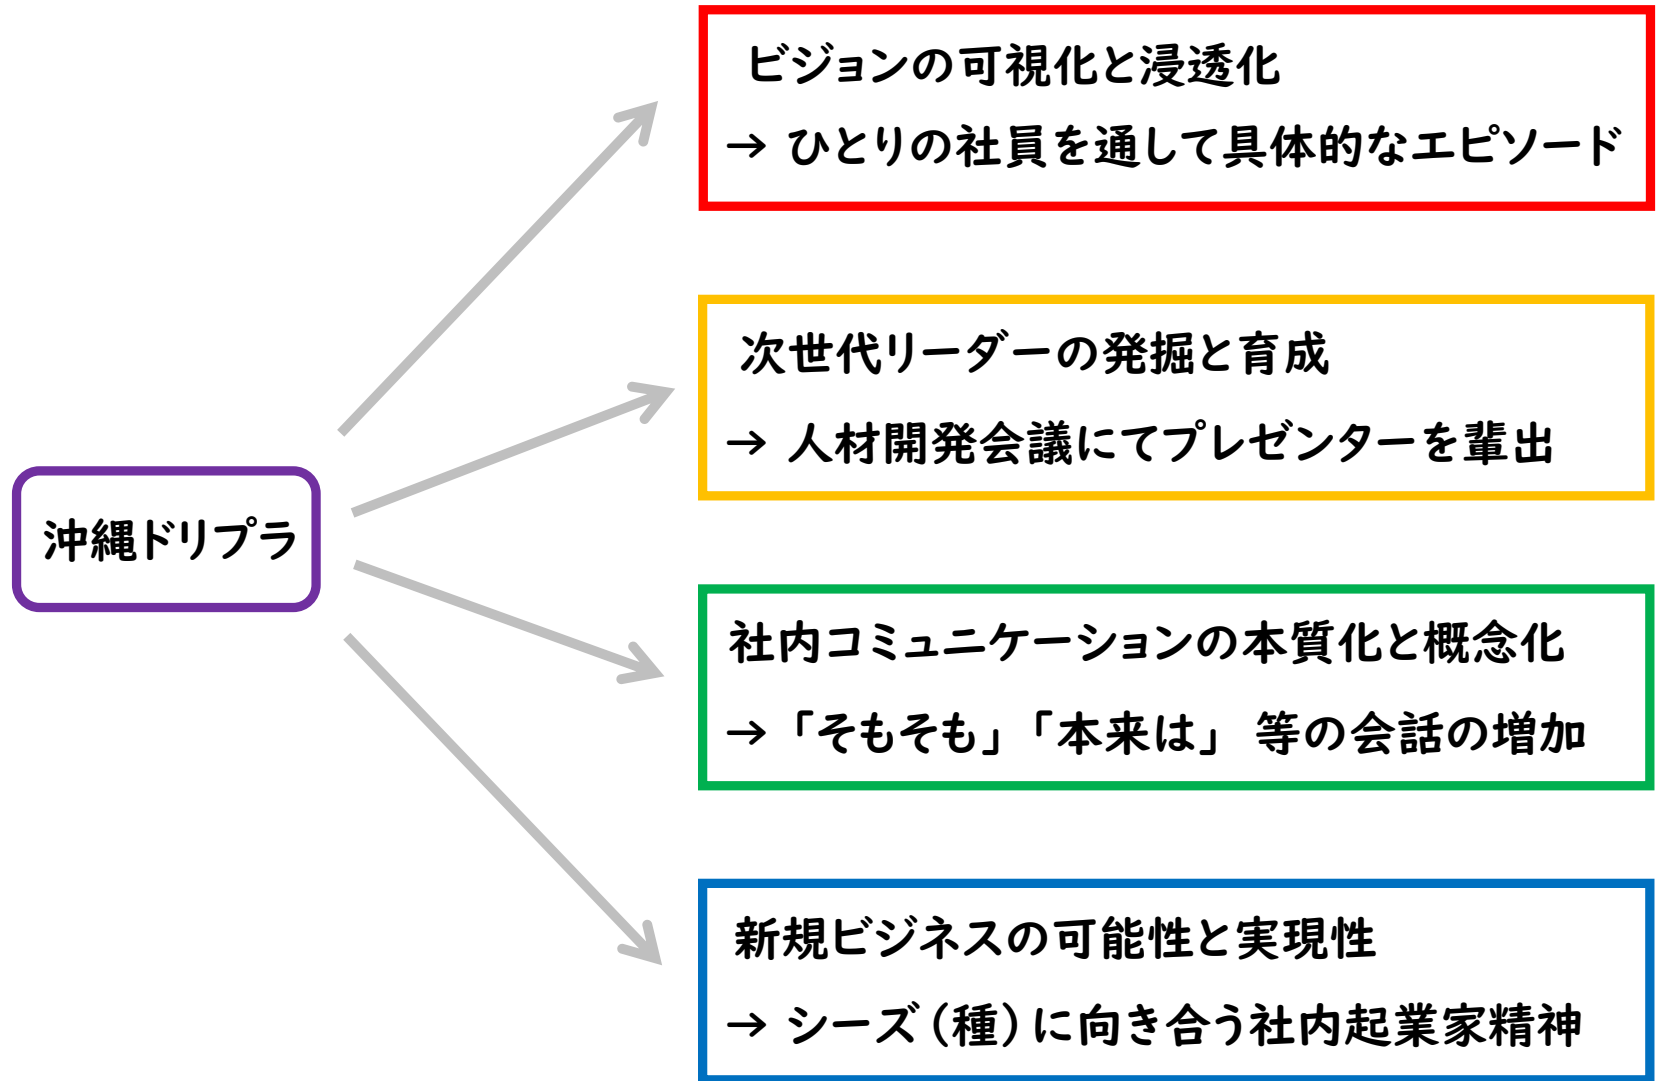 ビジョンの可視化と浸透化
→ ひとりの社員を通して具体的なエピソード
次世代リーダーの発掘と育成
→ 人材開発会議にてプレゼンターを輩出
沖縄ドリプラ
社内コミュニケーションの本質化と概念化
→ 「そもそも」「本来は」 等の会話の増加
新規ビジネスの可能性と実現性
→ シーズ(種)に向き合う社内起業家精神